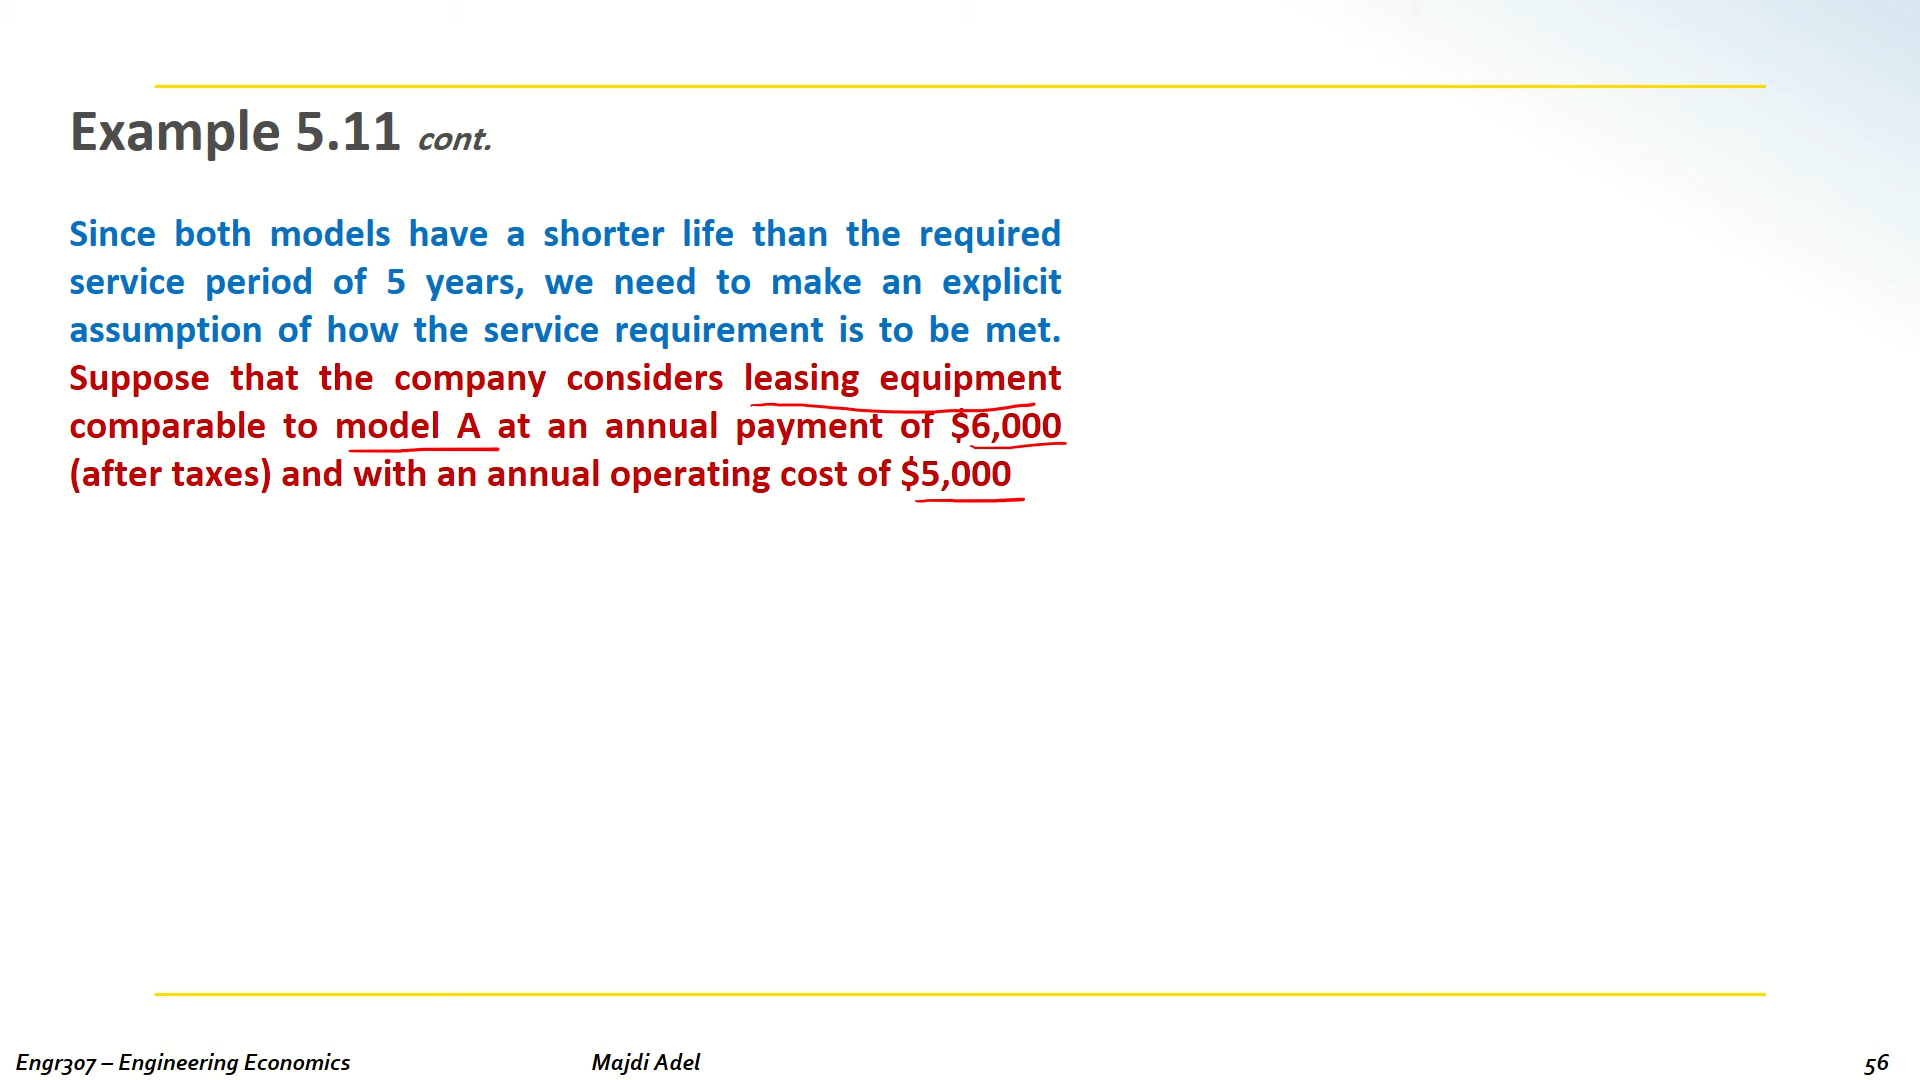 Example 5.11 cont.
Since both models have a shorter life than the required
service period of 5 years, we need to make an explicit
assumption of how the service requirement is to be met.
Suppose that the company considers leasing equipment
comparable to model A at an annual payment of $6,000
(after taxes) and with an annual operating cost of $5,000
Engr307 – Engineering Economics
Majdi Adel
56